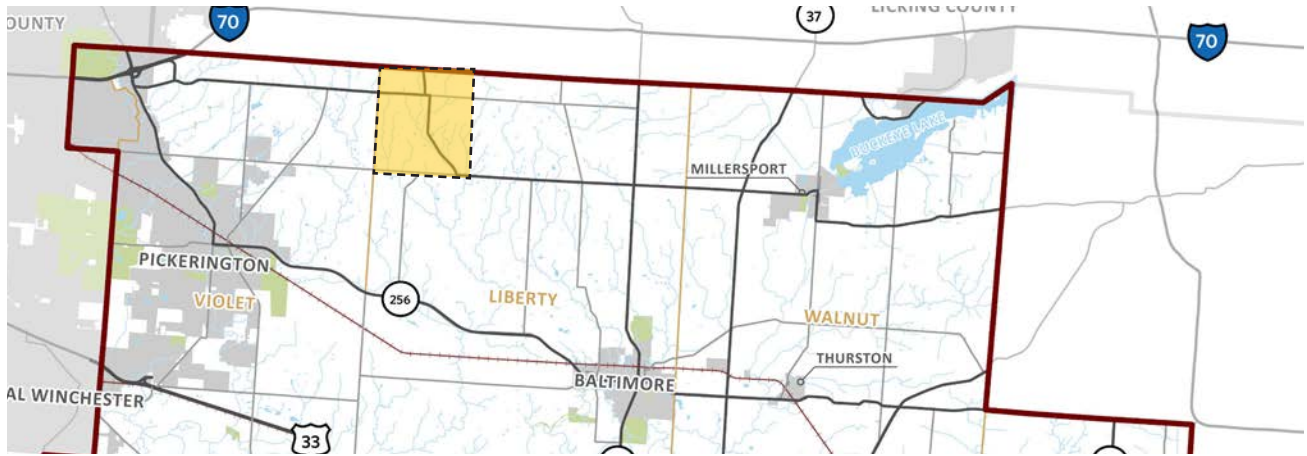 OUNTY
70
37
LICKING COUNTY
70
BUCKEYE LAKE
MILLERSPORT
PICKERINGTON
VIOLET
256
LIBERTY
WALNUT
THURSTON
BALTIMORE
AL WINCHESTER
33